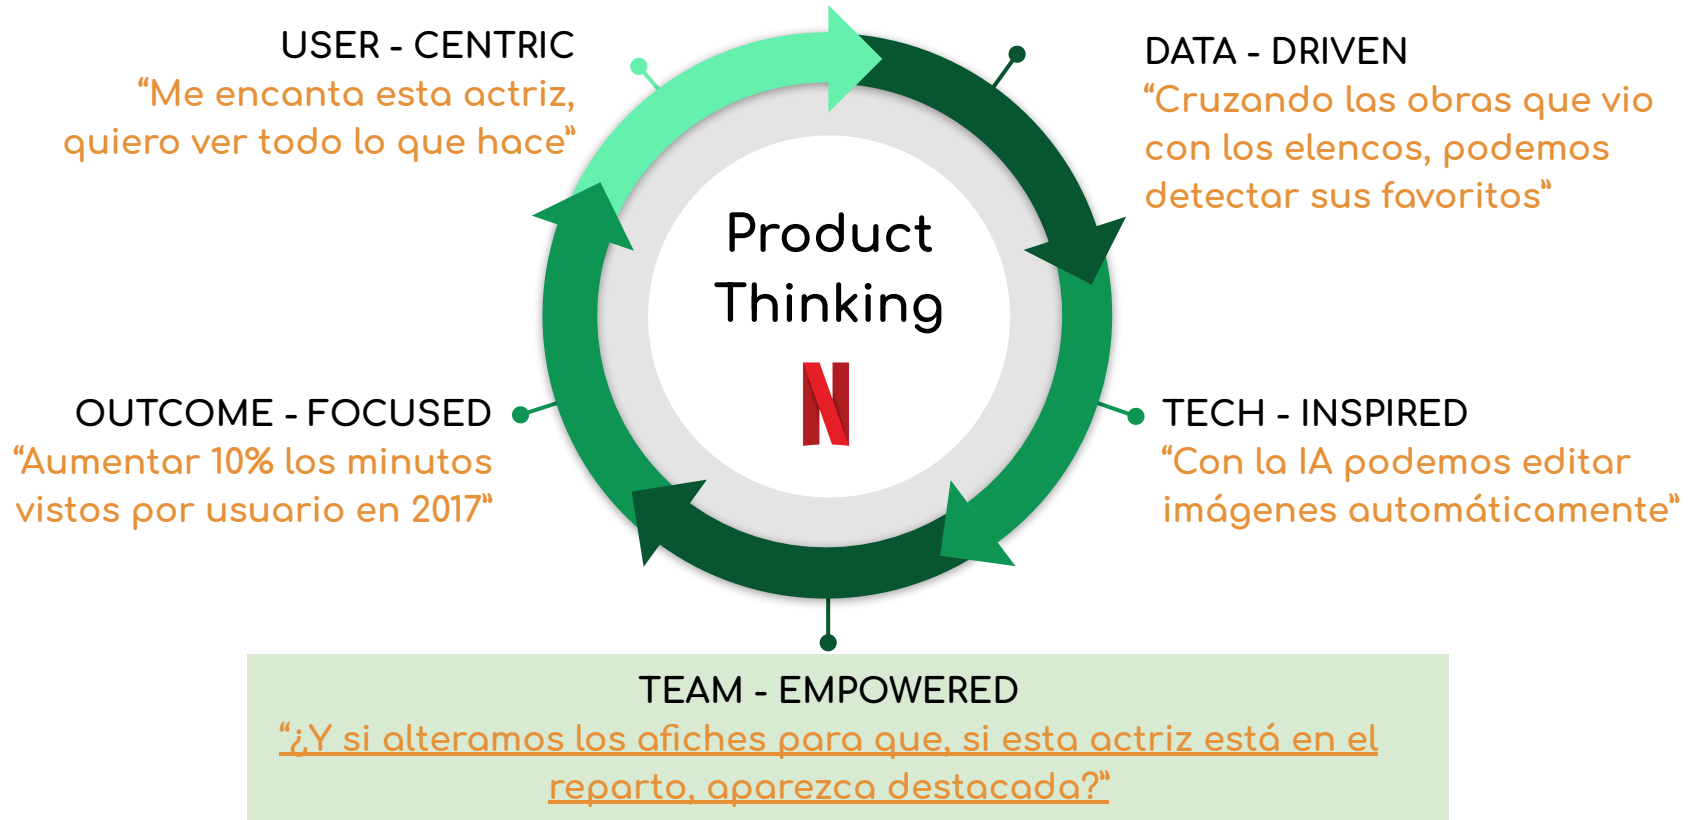 USER - CENTRIC
“Me encanta esta actriz,
quiero ver todo lo que hace”
DATA - DRIVEN
“Cruzando las obras que vio
con los elencos, podemos
detectar sus favoritos”
Product
Thinking
N
OUTCOME - FOCUSED
“Aumentar 10% los minutos
vistos por usuario en 2017”
TECH - INSPIRED
“Con la IA podemos editar
imágenes automáticamente”
TEAM - EMPOWERED
“¿Y si alteramos los afiches para que, si esta actriz está en el
reparto, aparezca destacada?”